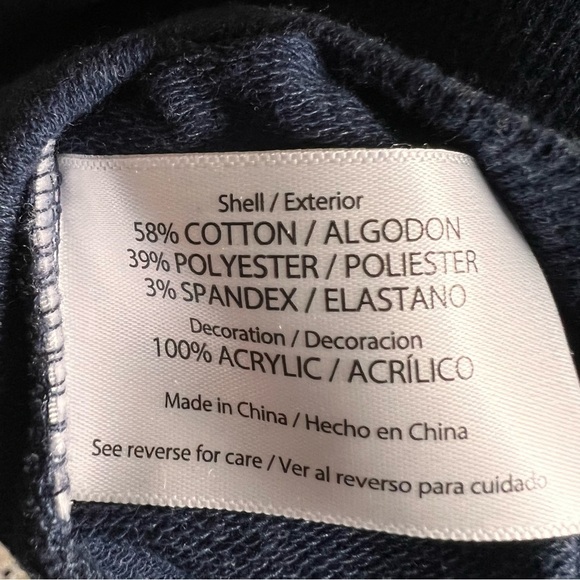 Shell / Exterior
58% COTTON / ALGODON
39% POLYESTER / POLIESTER
3% SPANDEX / ELASTANO
Decoration / Decoracion
100% ACRYLIC / ACRÍLICO
Made in China / Hecho en China
See reverse for care / Ver al reverso para cuidado